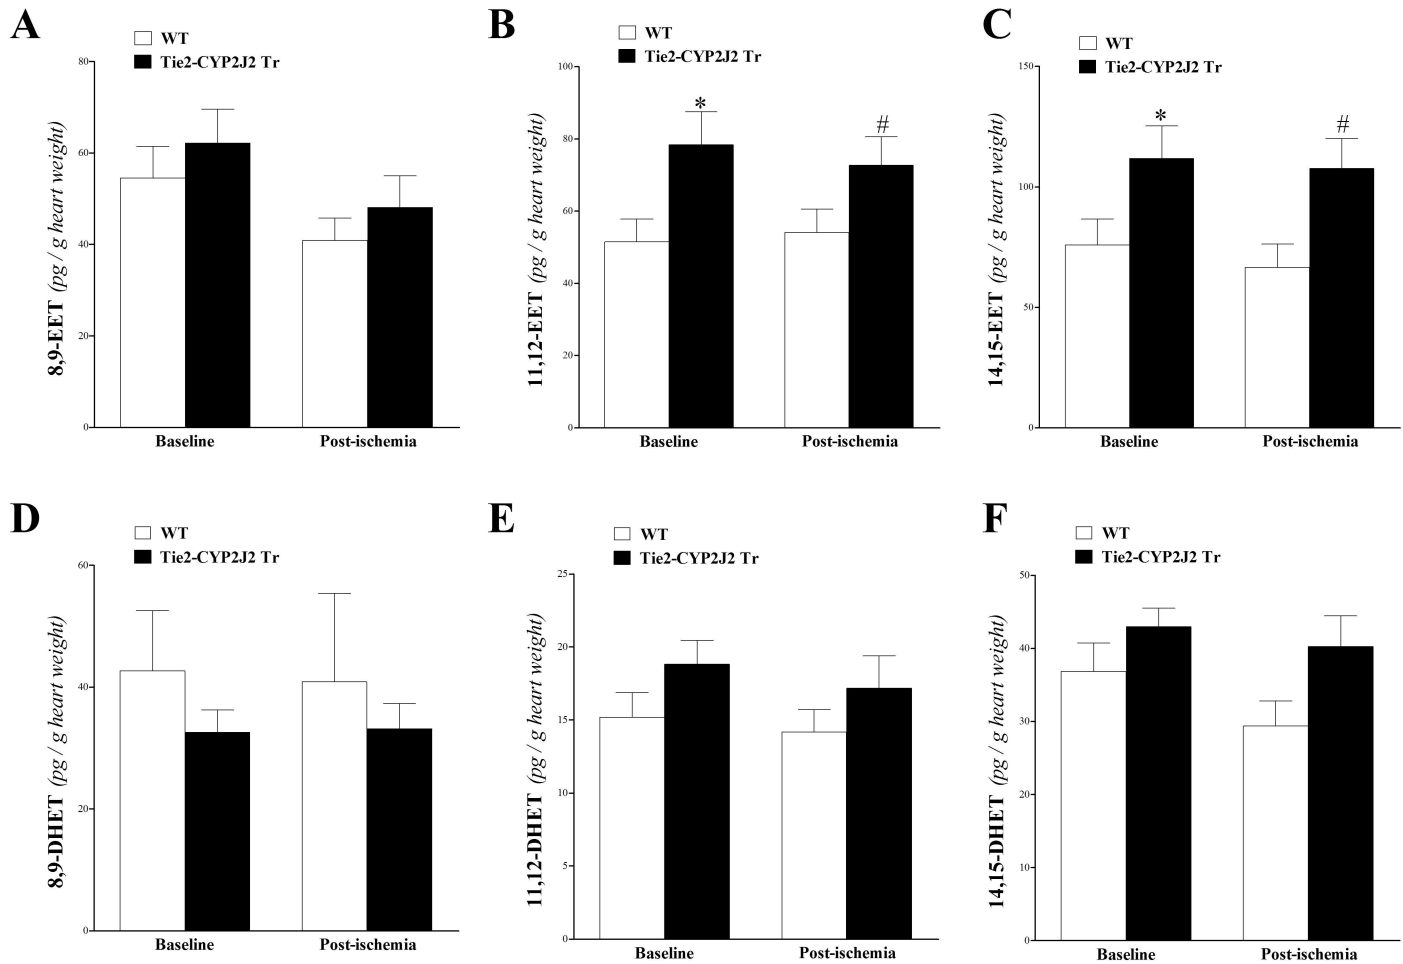 A
WT
Tie2-CYP2J2 Tr
8,9-EET (pg / g heart weight)
80
60
40
20
0
Baseline
Post-ischemia
B
WT
Tie2-CYP2J2 Tr
11,12-EET (pg / g heart weight)
100
80
60
40
20
0
*
#
Baseline
Post-ischemia
C
WT
Tie2-CYP2J2 Tr
14,15-EET (pg / g heart weight)
150
100
50
0
*
#
Baseline
Post-ischemia
D
WT
Tie2-CYP2J2 Tr
8,9-DHET (pg / g heart weight)
60
40
20
0
Baseline
Post-ischemia
E
WT
Tie2-CYP2J2 Tr
11,12-DHET (pg / g heart weight)
25
20
15
10
5
0
Baseline
Post-ischemia
F
WT
Tie2-CYP2J2 Tr
14,15-DHET (pg / g heart weight)
50
40
30
20
10
0
Baseline
Post-ischemia